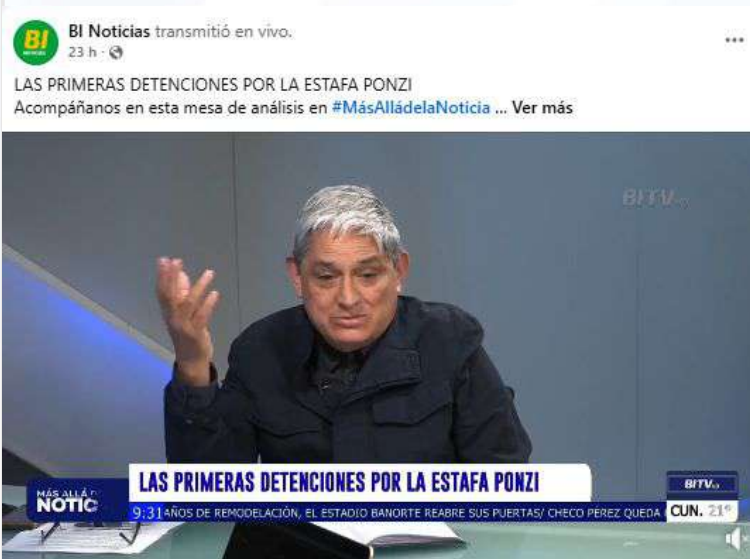 BI Noticias transmitió en vivo.
BI
NOTICIAS
23 h ·
LAS PRIMERAS DETENCIONES POR LA ESTAFA PONZI
Acompáñanos en esta mesa de análisis en #MásAlládelaNoticia ... Ver más
BITV
MÁS ALLÁ D
NOTIC
LAS PRIMERAS DETENCIONES POR LA ESTAFA PONZI
BITV
9:31 AÑOS DE REMODELACIÓN, EL ESTADIO BANORTE REABRE SUS PUERTAS/ CHECO PÉREZ QUEDA
CUN. 21°